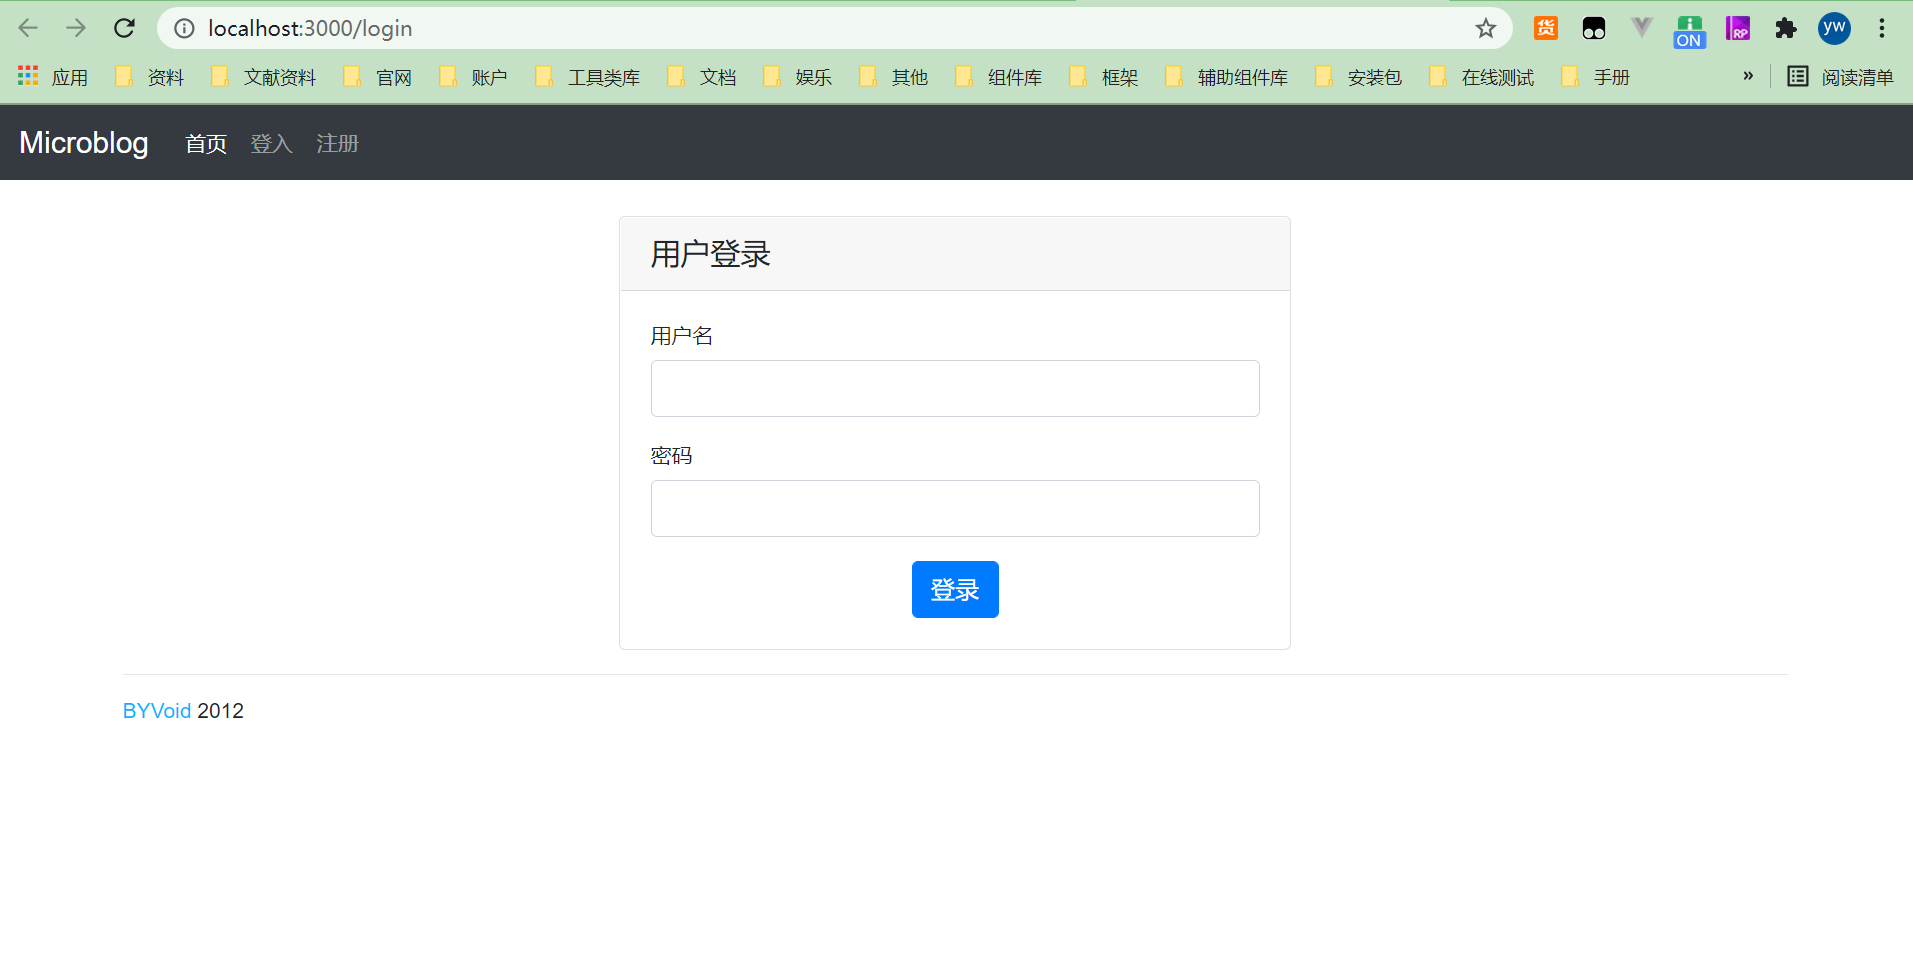 localhost:3000/login
货 ON RP yw
应用 资料 文献资料 官网 账户 工具类库 文档 娱乐 其他 组件库 框架 辅助组件库 安装包 在线测试 手册 » 阅读清单
Microblog 首页 登入 注册
用户登录
用户名
密码
登录
BYVoid 2012